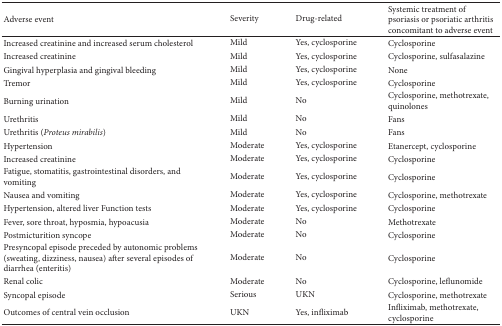 Adverse event Severity Drug-related Systemic treatment of
psoriasis or psoriatic arthritis
concomitant to adverse event
Increased creatinine and increased serum cholesterol Mild Yes, cyclosporine Cyclosporine
Increased creatinine Mild Yes, cyclosporine Cyclosporine, sulfasalazine
Gingival hyperplasia and gingival bleeding Mild Yes, cyclosporine None
Tremor Mild Yes, cyclosporine Cyclosporine
Burning urination Mild No Cyclosporine, methotrexate,
quinolones
Urethritis Mild No Fans
Urethritis (Proteus mirabilis) Mild No Fans
Hypertension Moderate Yes, cyclosporine Etanercept, cyclosporine
Increased creatinine Moderate Yes, cyclosporine Cyclosporine
Fatigue, stomatitis, gastrointestinal disorders, and
vomiting Moderate Yes, cyclosporine Cyclosporine
Nausea and vomiting Moderate Yes, cyclosporine Cyclosporine, methotrexate
Hypertension, altered liver Function tests Moderate Yes, cyclosporine Cyclosporine
Fever, sore throat, hyposmia, hypoacusia Moderate No Methotrexate
Postmicturition syncope Moderate No Cyclosporine
Presyncopal episode preceded by autonomic problems
(sweating, dizziness, nausea) after several episodes of
diarrhea (enteritis) Moderate No Cyclosporine
Renal colic Moderate No Cyclosporine, leflunomide
Syncopal episode Serious UKN Cyclosporine, methotrexate
Outcomes of central vein occlusion UKN Yes, infliximab Infliximab, methotrexate,
cyclosporine